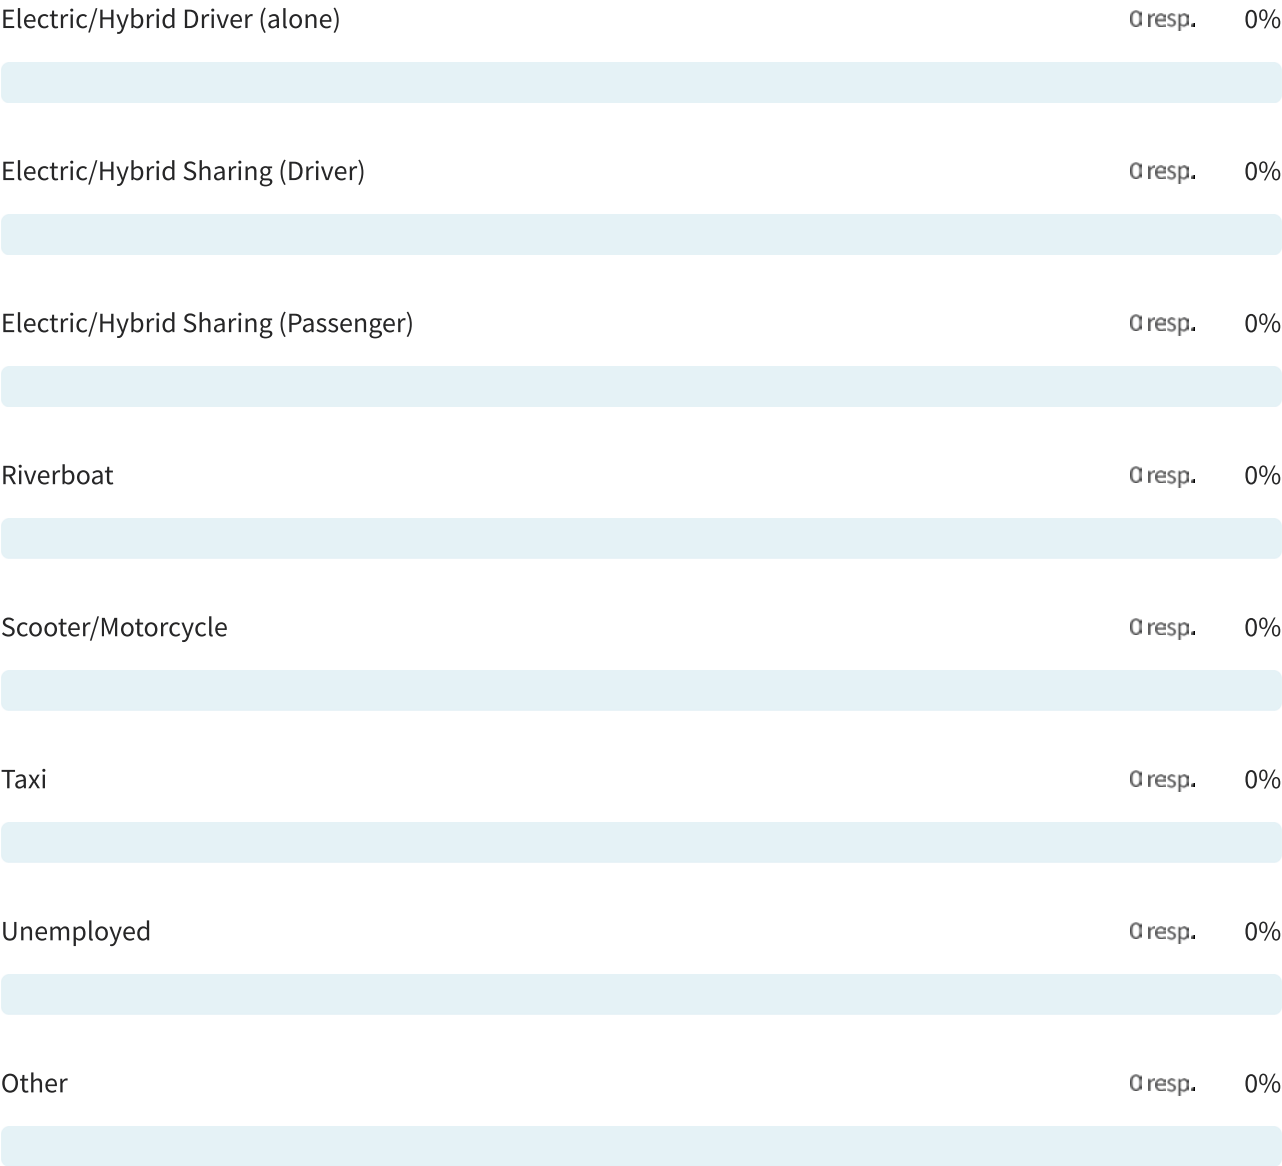 Electric/Hybrid Driver (alone) 0 resp. 0%
Electric/Hybrid Sharing (Driver) 0 resp. 0%
Electric/Hybrid Sharing (Passenger) 0 resp. 0%
Riverboat 0 resp. 0%
Scooter/Motorcycle 0 resp. 0%
Taxi 0 resp. 0%
Unemployed 0 resp. 0%
Other 0 resp. 0%